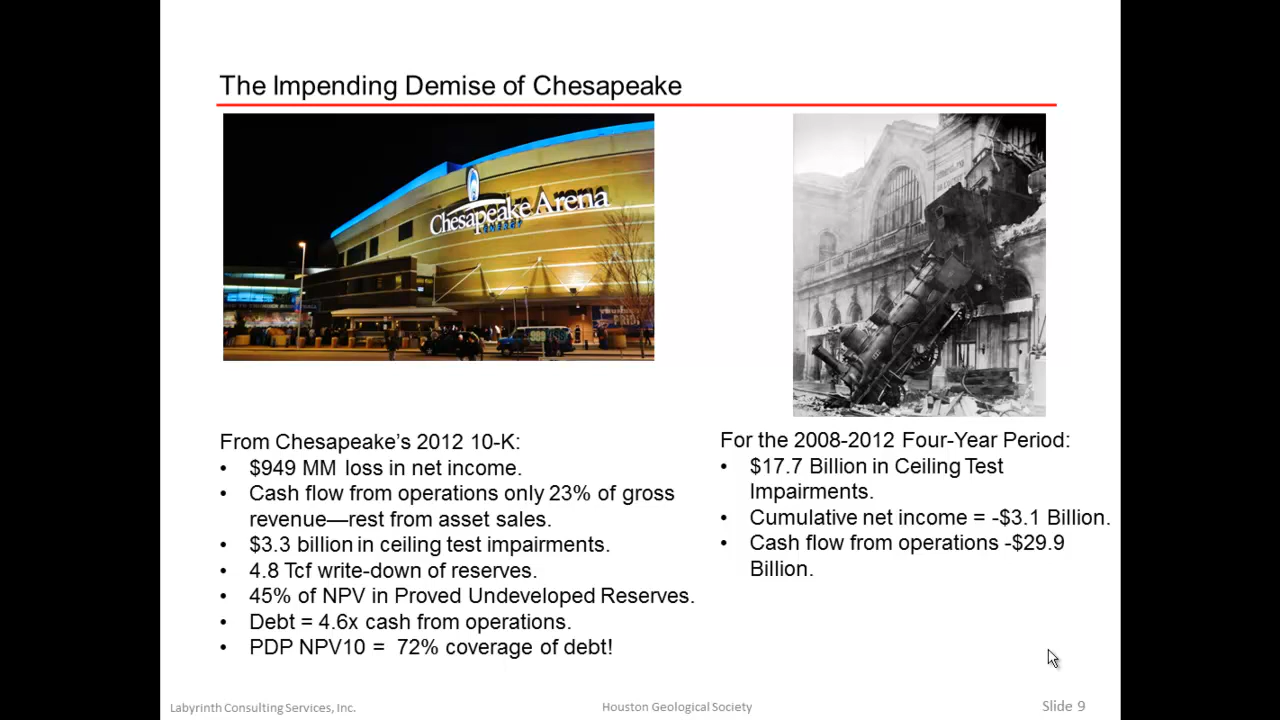 The Impending Demise of Chesapeake
Chesapeake Arena
ENERGY
From Chesapeake's 2012 10-K:
• $949 MM loss in net income.
• Cash flow from operations only 23% of gross
revenue—rest from asset sales.
• $3.3 billion in ceiling test impairments.
• 4.8 Tcf write-down of reserves.
• 45% of NPV in Proved Undeveloped Reserves.
• Debt = 4.6x cash from operations.
• PDP NPV10 = 72% coverage of debt!
For the 2008-2012 Four-Year Period:
• $17.7 Billion in Ceiling Test
Impairments.
• Cumulative net income = -$3.1 Billion.
• Cash flow from operations -$29.9
Billion.
Labyrinth Consulting Services, Inc.
Houston Geological Society
Slide 9